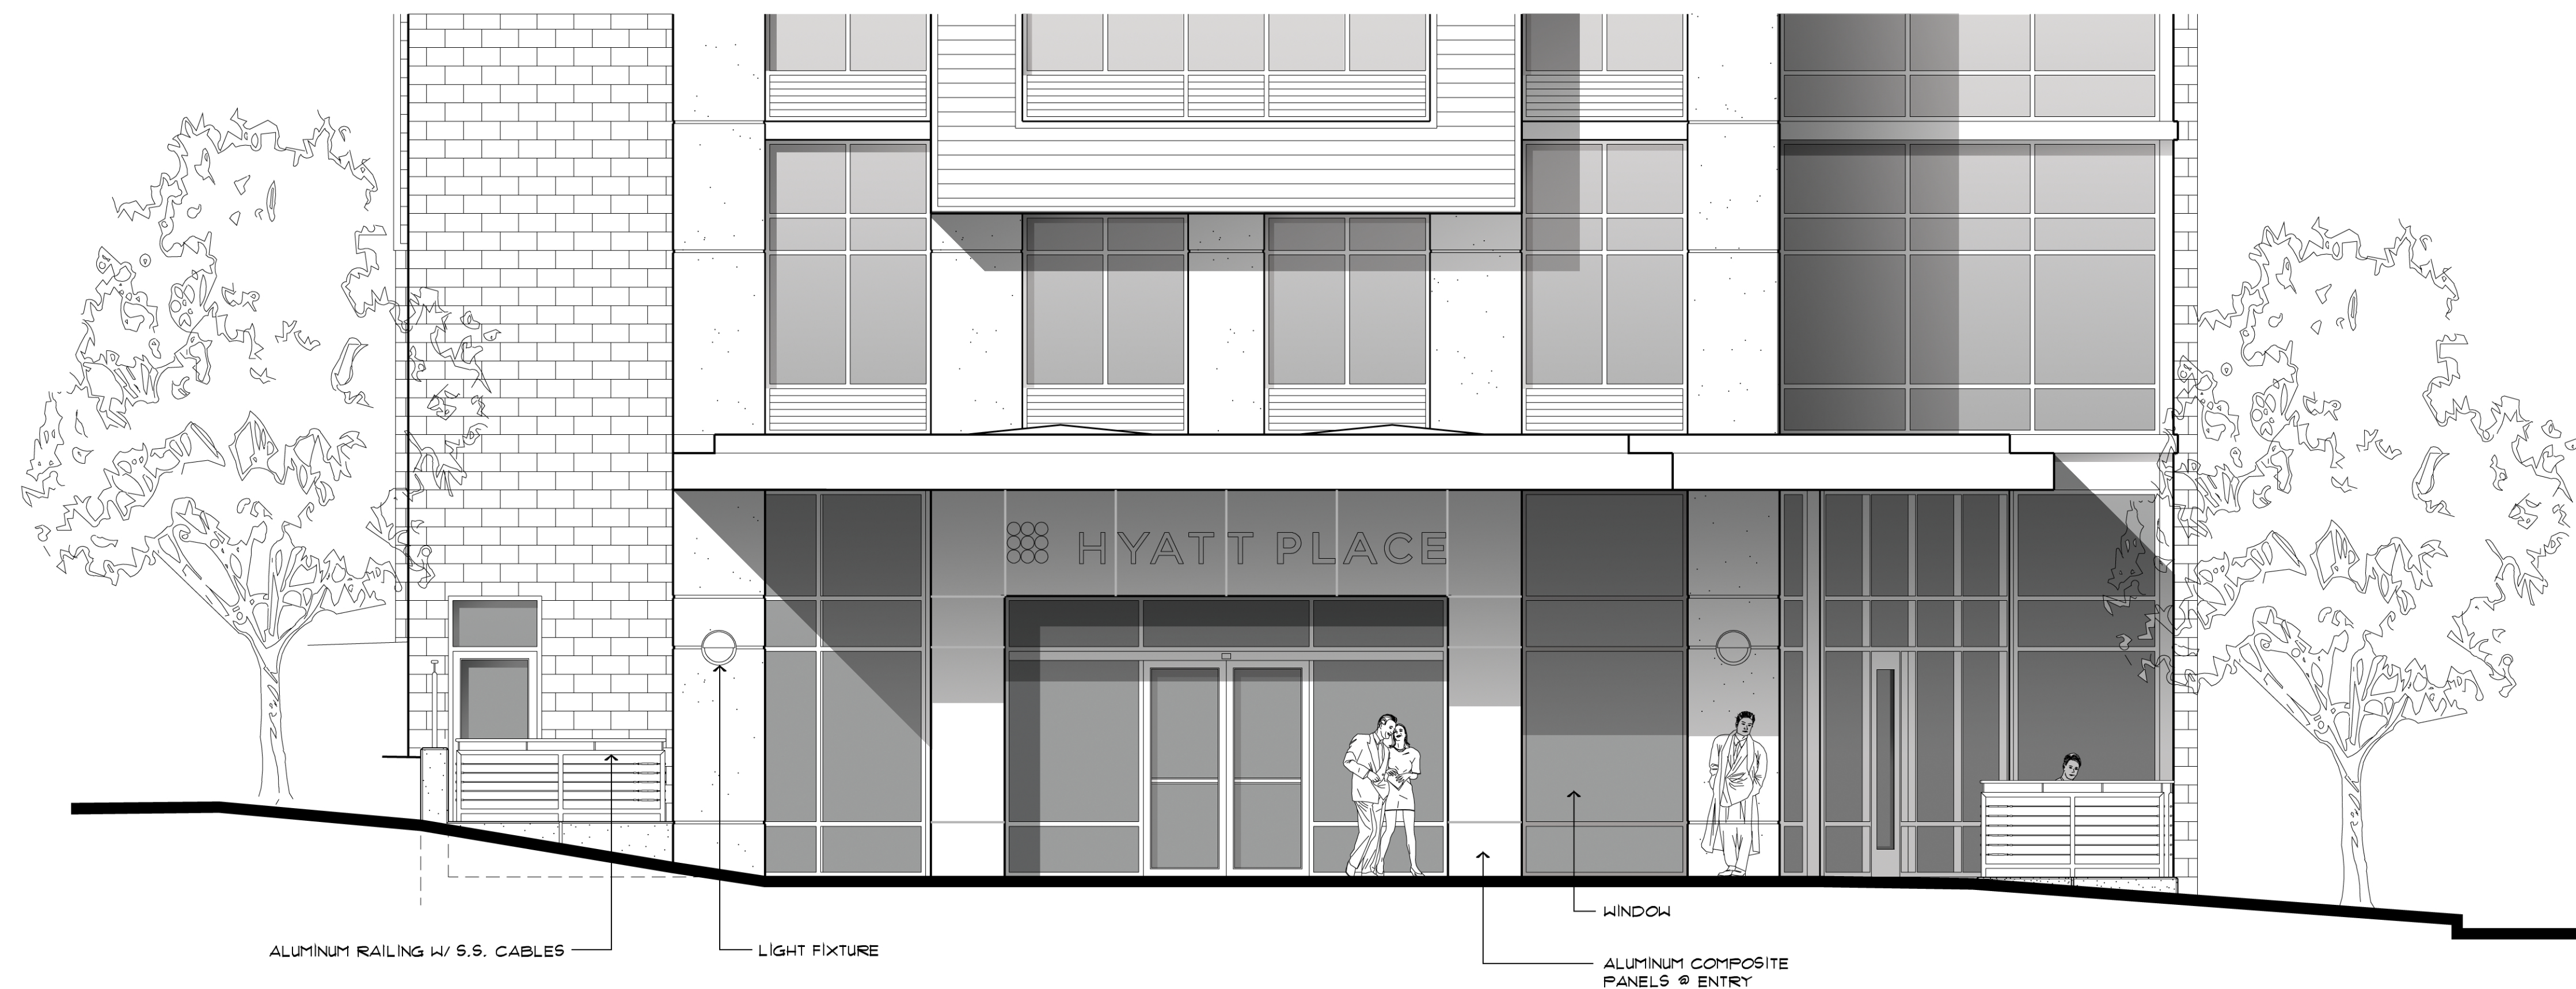 HYATT PLACE
WINDOW
ALUMINUM RAILING W/ S.S. CABLES
LIGHT FIXTURE
ALUMINUM COMPOSITE
PANELS @ ENTRY